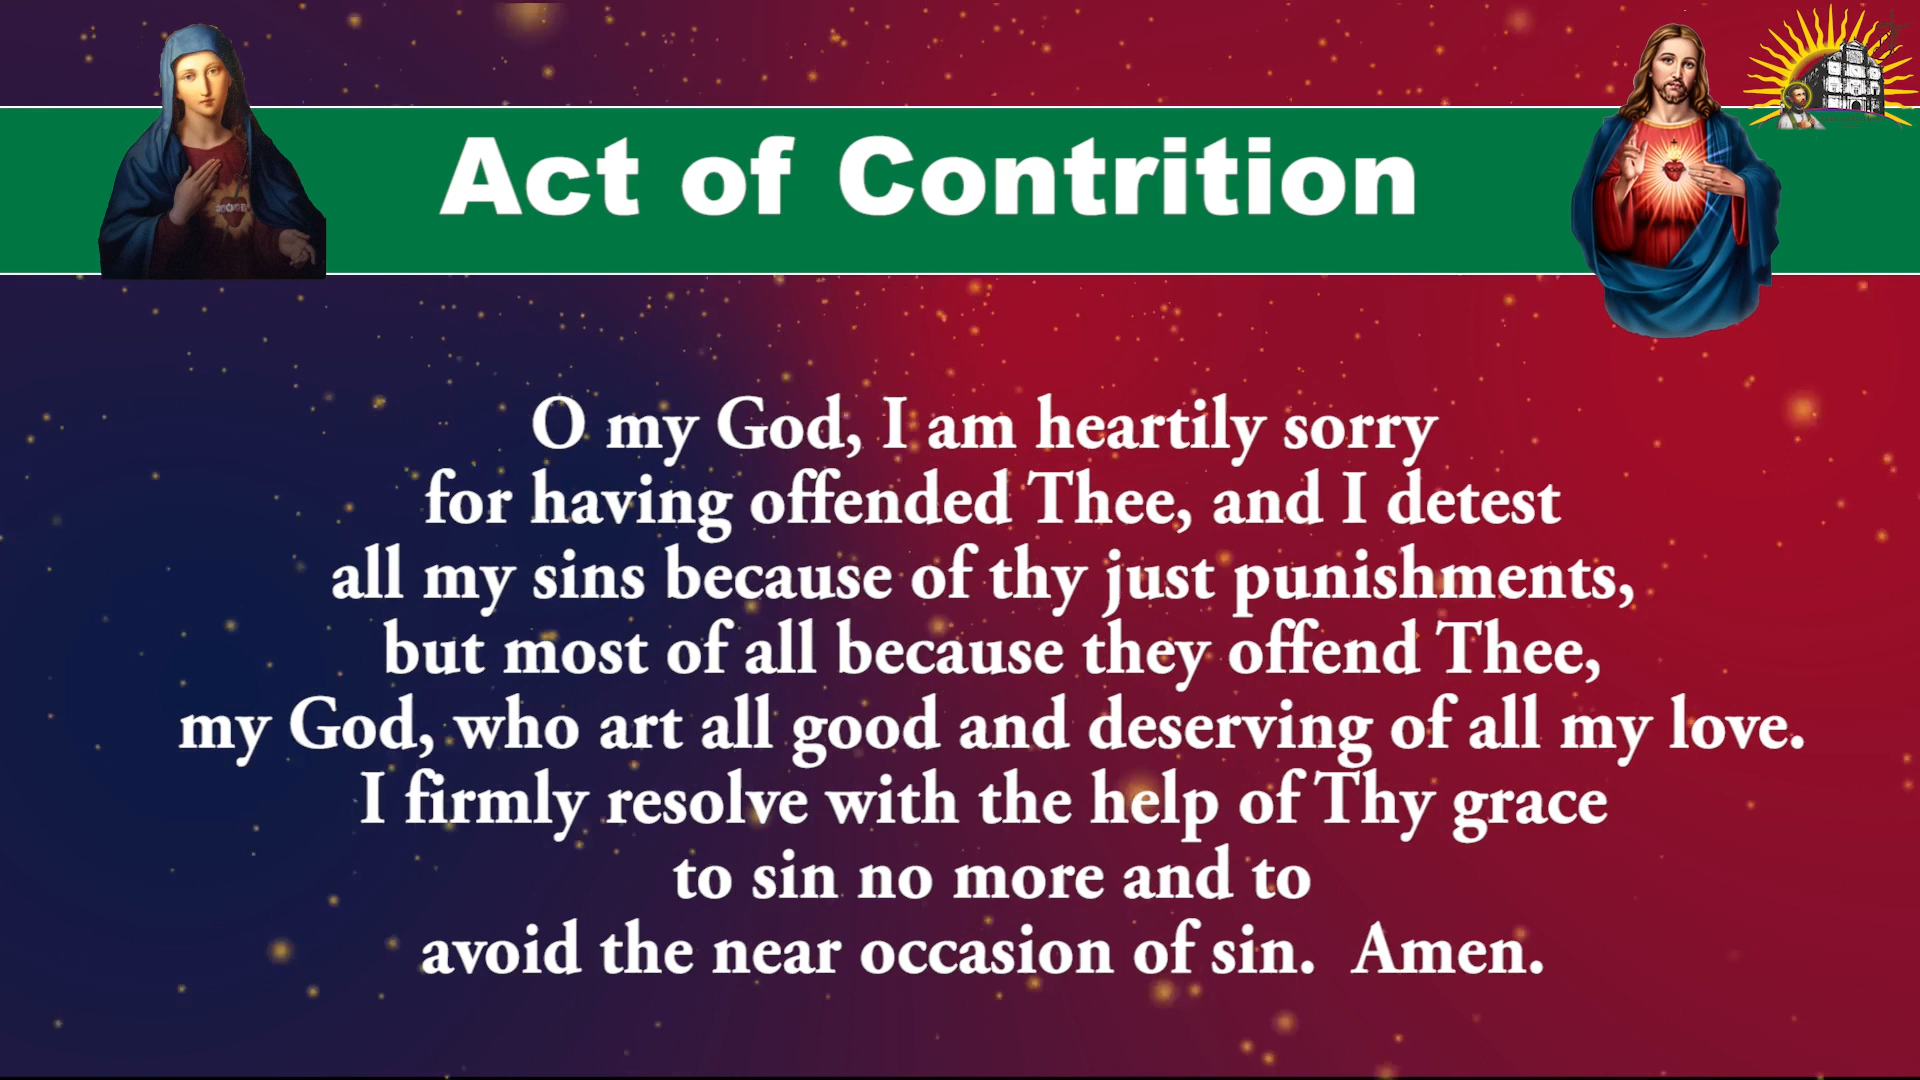 Act of Contrition
O my God, I am heartily sorry
for having offended Thee, and I detest
all my sins because of thy just punishments,
but most of all because they offend Thee,
my God, who art all good and deserving of all my love.
I firmly resolve with the help of Thy grace
to sin no more and to
avoid the near occasion of sin.  Amen.